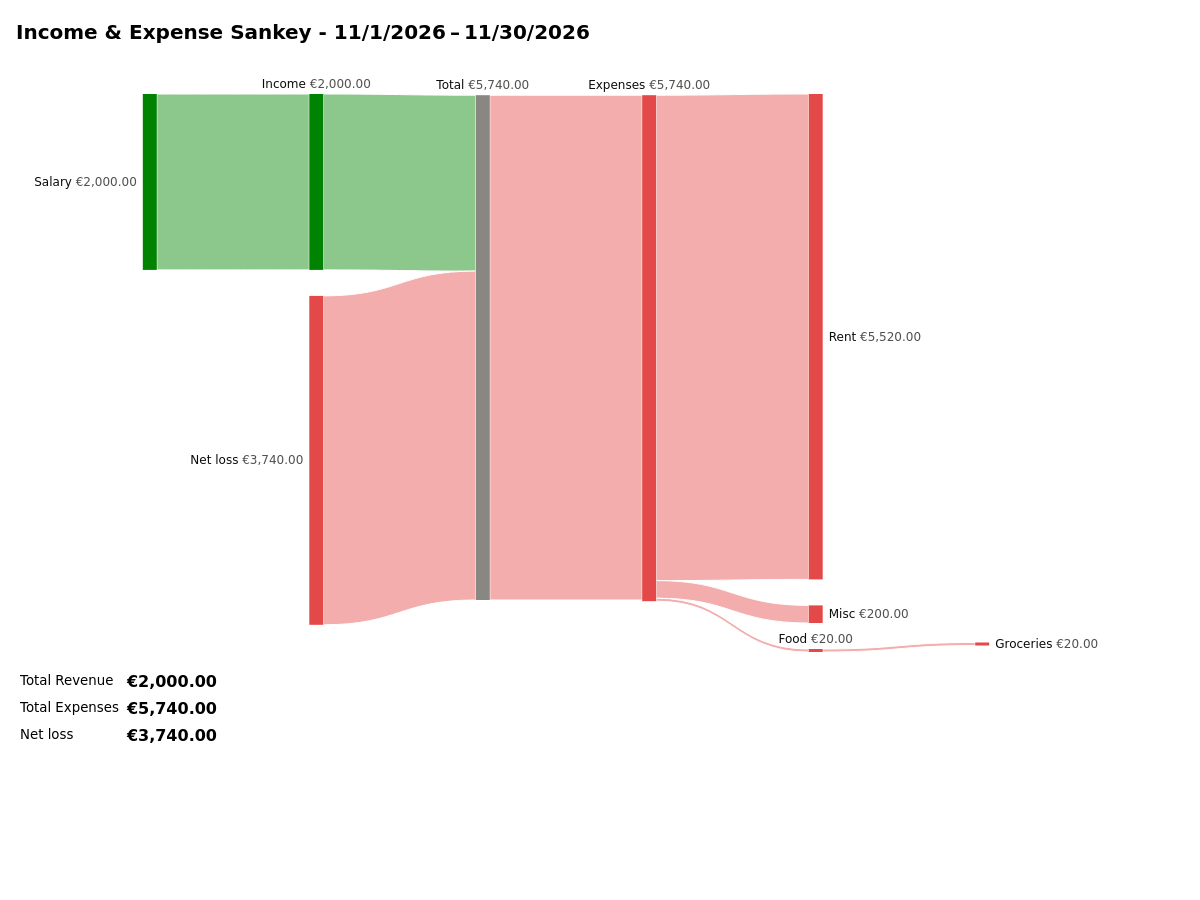 Income & Expense Sankey - 11/1/2026 – 11/30/2026
Income €2,000.00
Total €5,740.00
Expenses €5,740.00
Salary €2,000.00
Rent €5,520.00
Net loss €3,740.00
Misc €200.00
Food €20.00
Groceries €20.00
Total Revenue €2,000.00
Total Expenses €5,740.00
Net loss €3,740.00